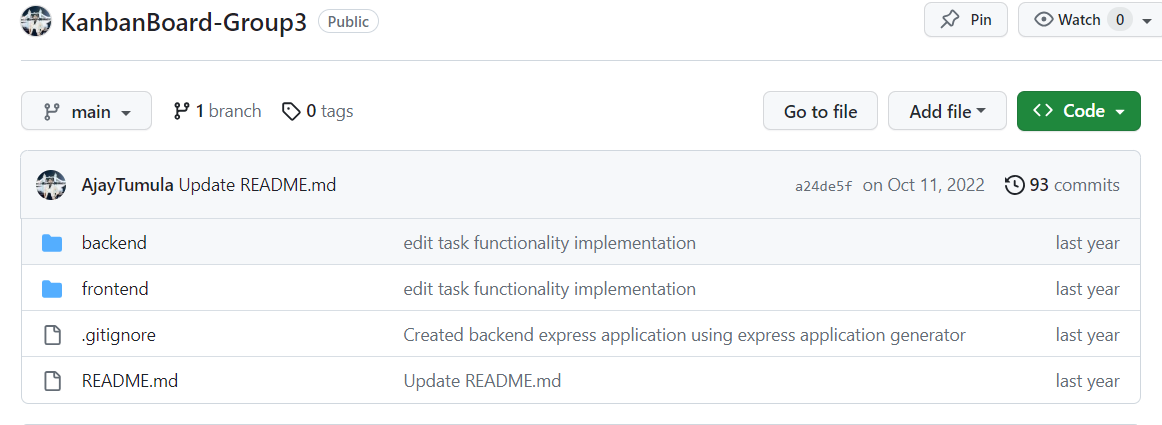 KanbanBoard-Group3 Public Pin Watch 0
main 1 branch 0 tags Go to file Add file <> Code
AjayTumula Update README.md a24de5f on Oct 11, 2022 93 commits
backend edit task functionality implementation last year
frontend edit task functionality implementation last year
.gitignore Created backend express application using express application generator last year
README.md Update README.md last year